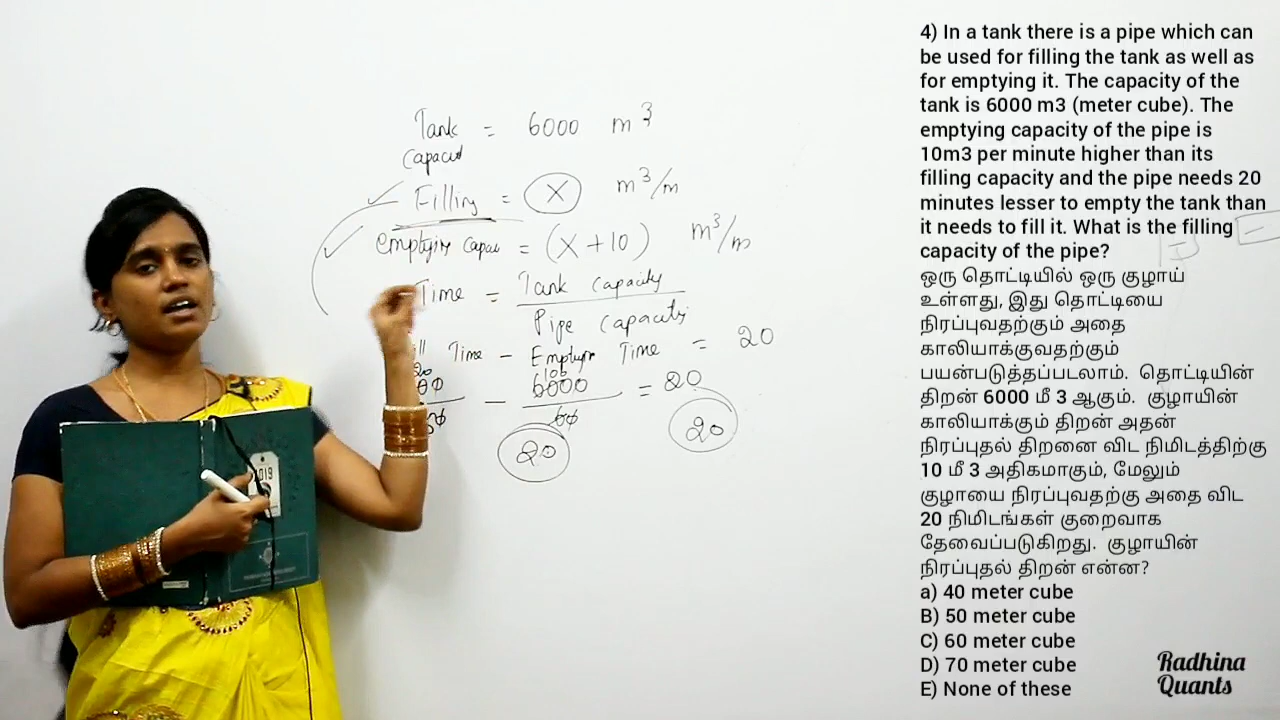 Tank = 6000 m³
Capacit
Filling = X m³/m
Emptying capac = (X + 10) m³/m
Time = Tank Capacity
Pipe Capacity
ill Time - Emptyn Time = 20
20 100
00 - 6000 = 20
60
20 20
2019
4) In a tank there is a pipe which can
be used for filling the tank as well as
for emptying it. The capacity of the
tank is 6000 m3 (meter cube). The
emptying capacity of the pipe is
10m3 per minute higher than its
filling capacity and the pipe needs 20
minutes lesser to empty the tank than
it needs to fill it. What is the filling
capacity of the pipe?
ஒரு தொட்டியில் ஒரு குழாய்
உள்ளது, இது தொட்டியை
நிரப்புவதற்கும் அதை
காலியாக்குவதற்கும்
பயன்படுத்தப்படலாம். தொட்டியின்
திறன் 6000 மீ 3 ஆகும். குழாயின்
காலியாக்கும் திறன் அதன்
நிரப்புதல் திறனை விட நிமிடத்திற்கு
10 மீ 3 அதிகமாகும், மேலும்
குழாயை நிரப்புவதற்கு அதை விட
20 நிமிடங்கள் குறைவாக
தேவைப்படுகிறது. குழாயின்
நிரப்புதல் திறன் என்ன?
a) 40 meter cube
B) 50 meter cube
C) 60 meter cube
D) 70 meter cube
E) None of these
Radhina
Quants